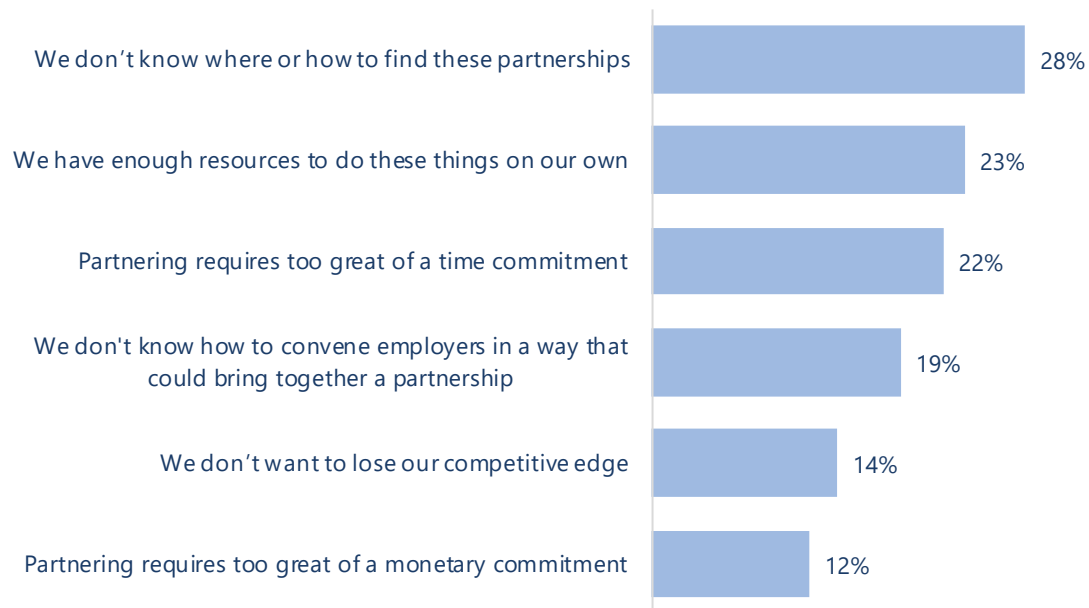 We don’t know where or how to find these partnerships
28%
We have enough resources to do these things on our own
23%
Partnering requires too great of a time commitment
22%
We don't know how to convene employers in a way that
could bring together a partnership
19%
We don’t want to lose our competitive edge
14%
Partnering requires too great of a monetary commitment
12%